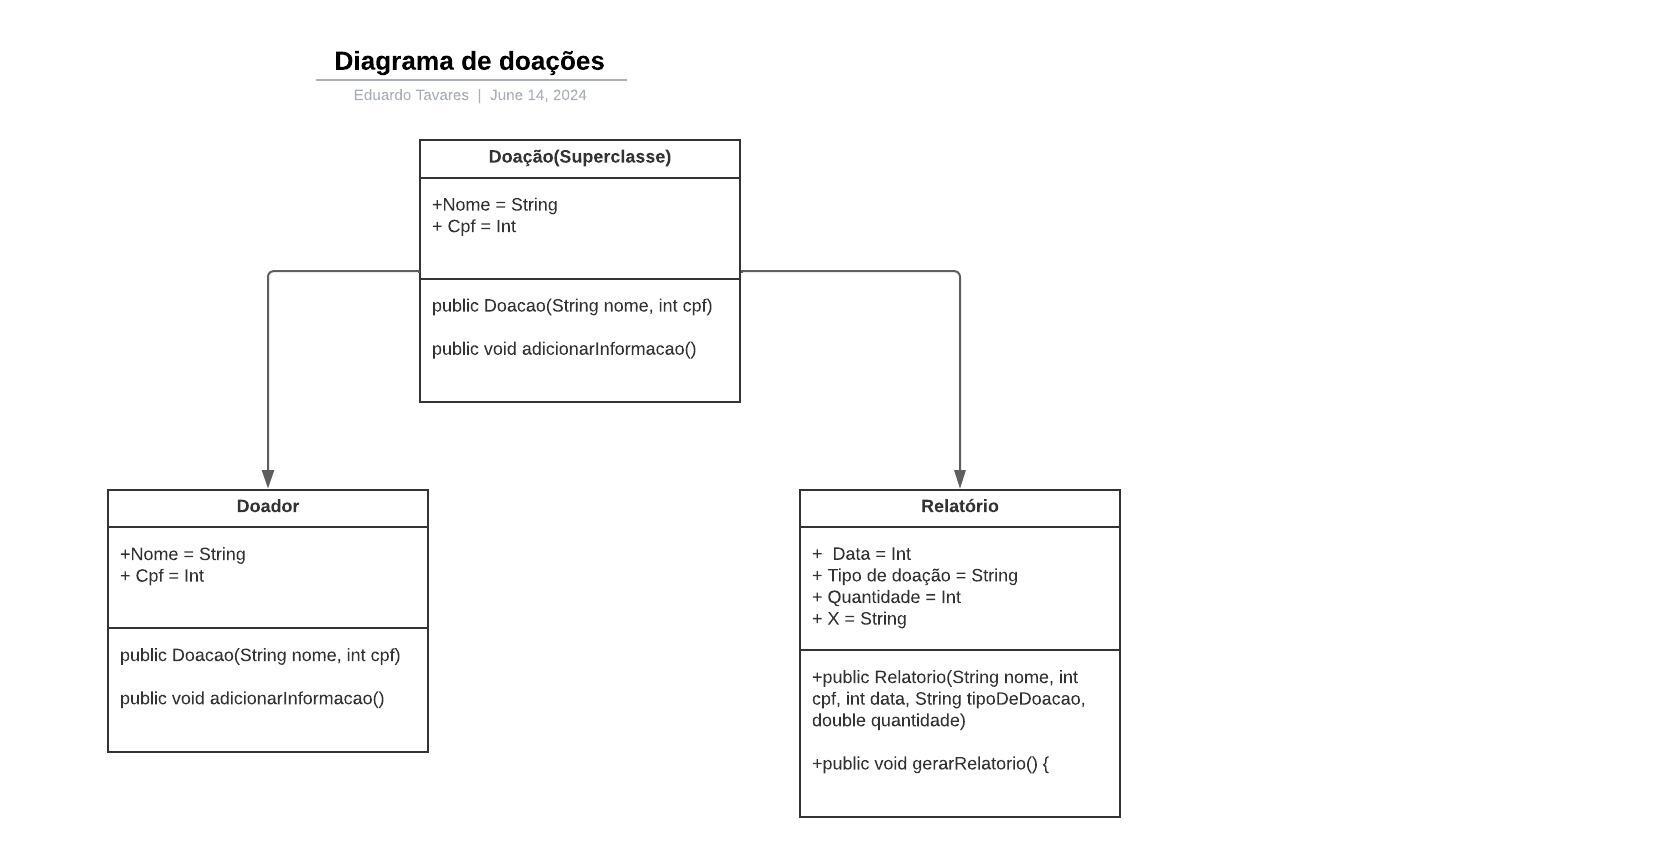 Diagrama de doações
Eduardo Tavares | June 14, 2024
Doação(Superclasse)
+Nome = String
+ Cpf = Int
public Doacao(String nome, int cpf)
public void adicionarInformacao()
Doador
+Nome = String
+ Cpf = Int
public Doacao(String nome, int cpf)
public void adicionarInformacao()
Relatório
+  Data = Int
+ Tipo de doação = String
+ Quantidade = Int
+ X = String
+public Relatorio(String nome, int
cpf, int data, String tipoDeDoacao,
double quantidade)
+public void gerarRelatorio() {